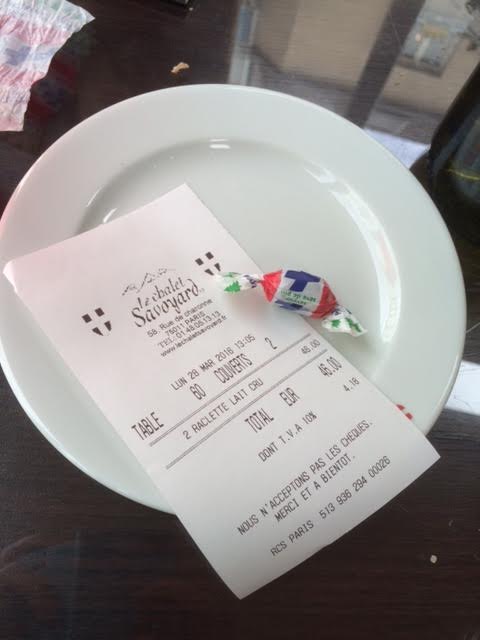 le chalet
Savoyard
58, Rue de charonne
75011 PARIS
TEL: 01.48.05.13.13
www.lechaletsavoyard.fr
LUN 28 MAR 2016 13:05
TABLE 60 COUVERTS 2
2 RACLETTE LAIT CRU 46.00
TOTAL EUR 46.00
DONT T.V.A 10% 4.18
NOUS N'ACCEPTONS PAS LES CHEQUES.
MERCI ET A BIENTOT.
RCS PARIS 513 936 294 00026